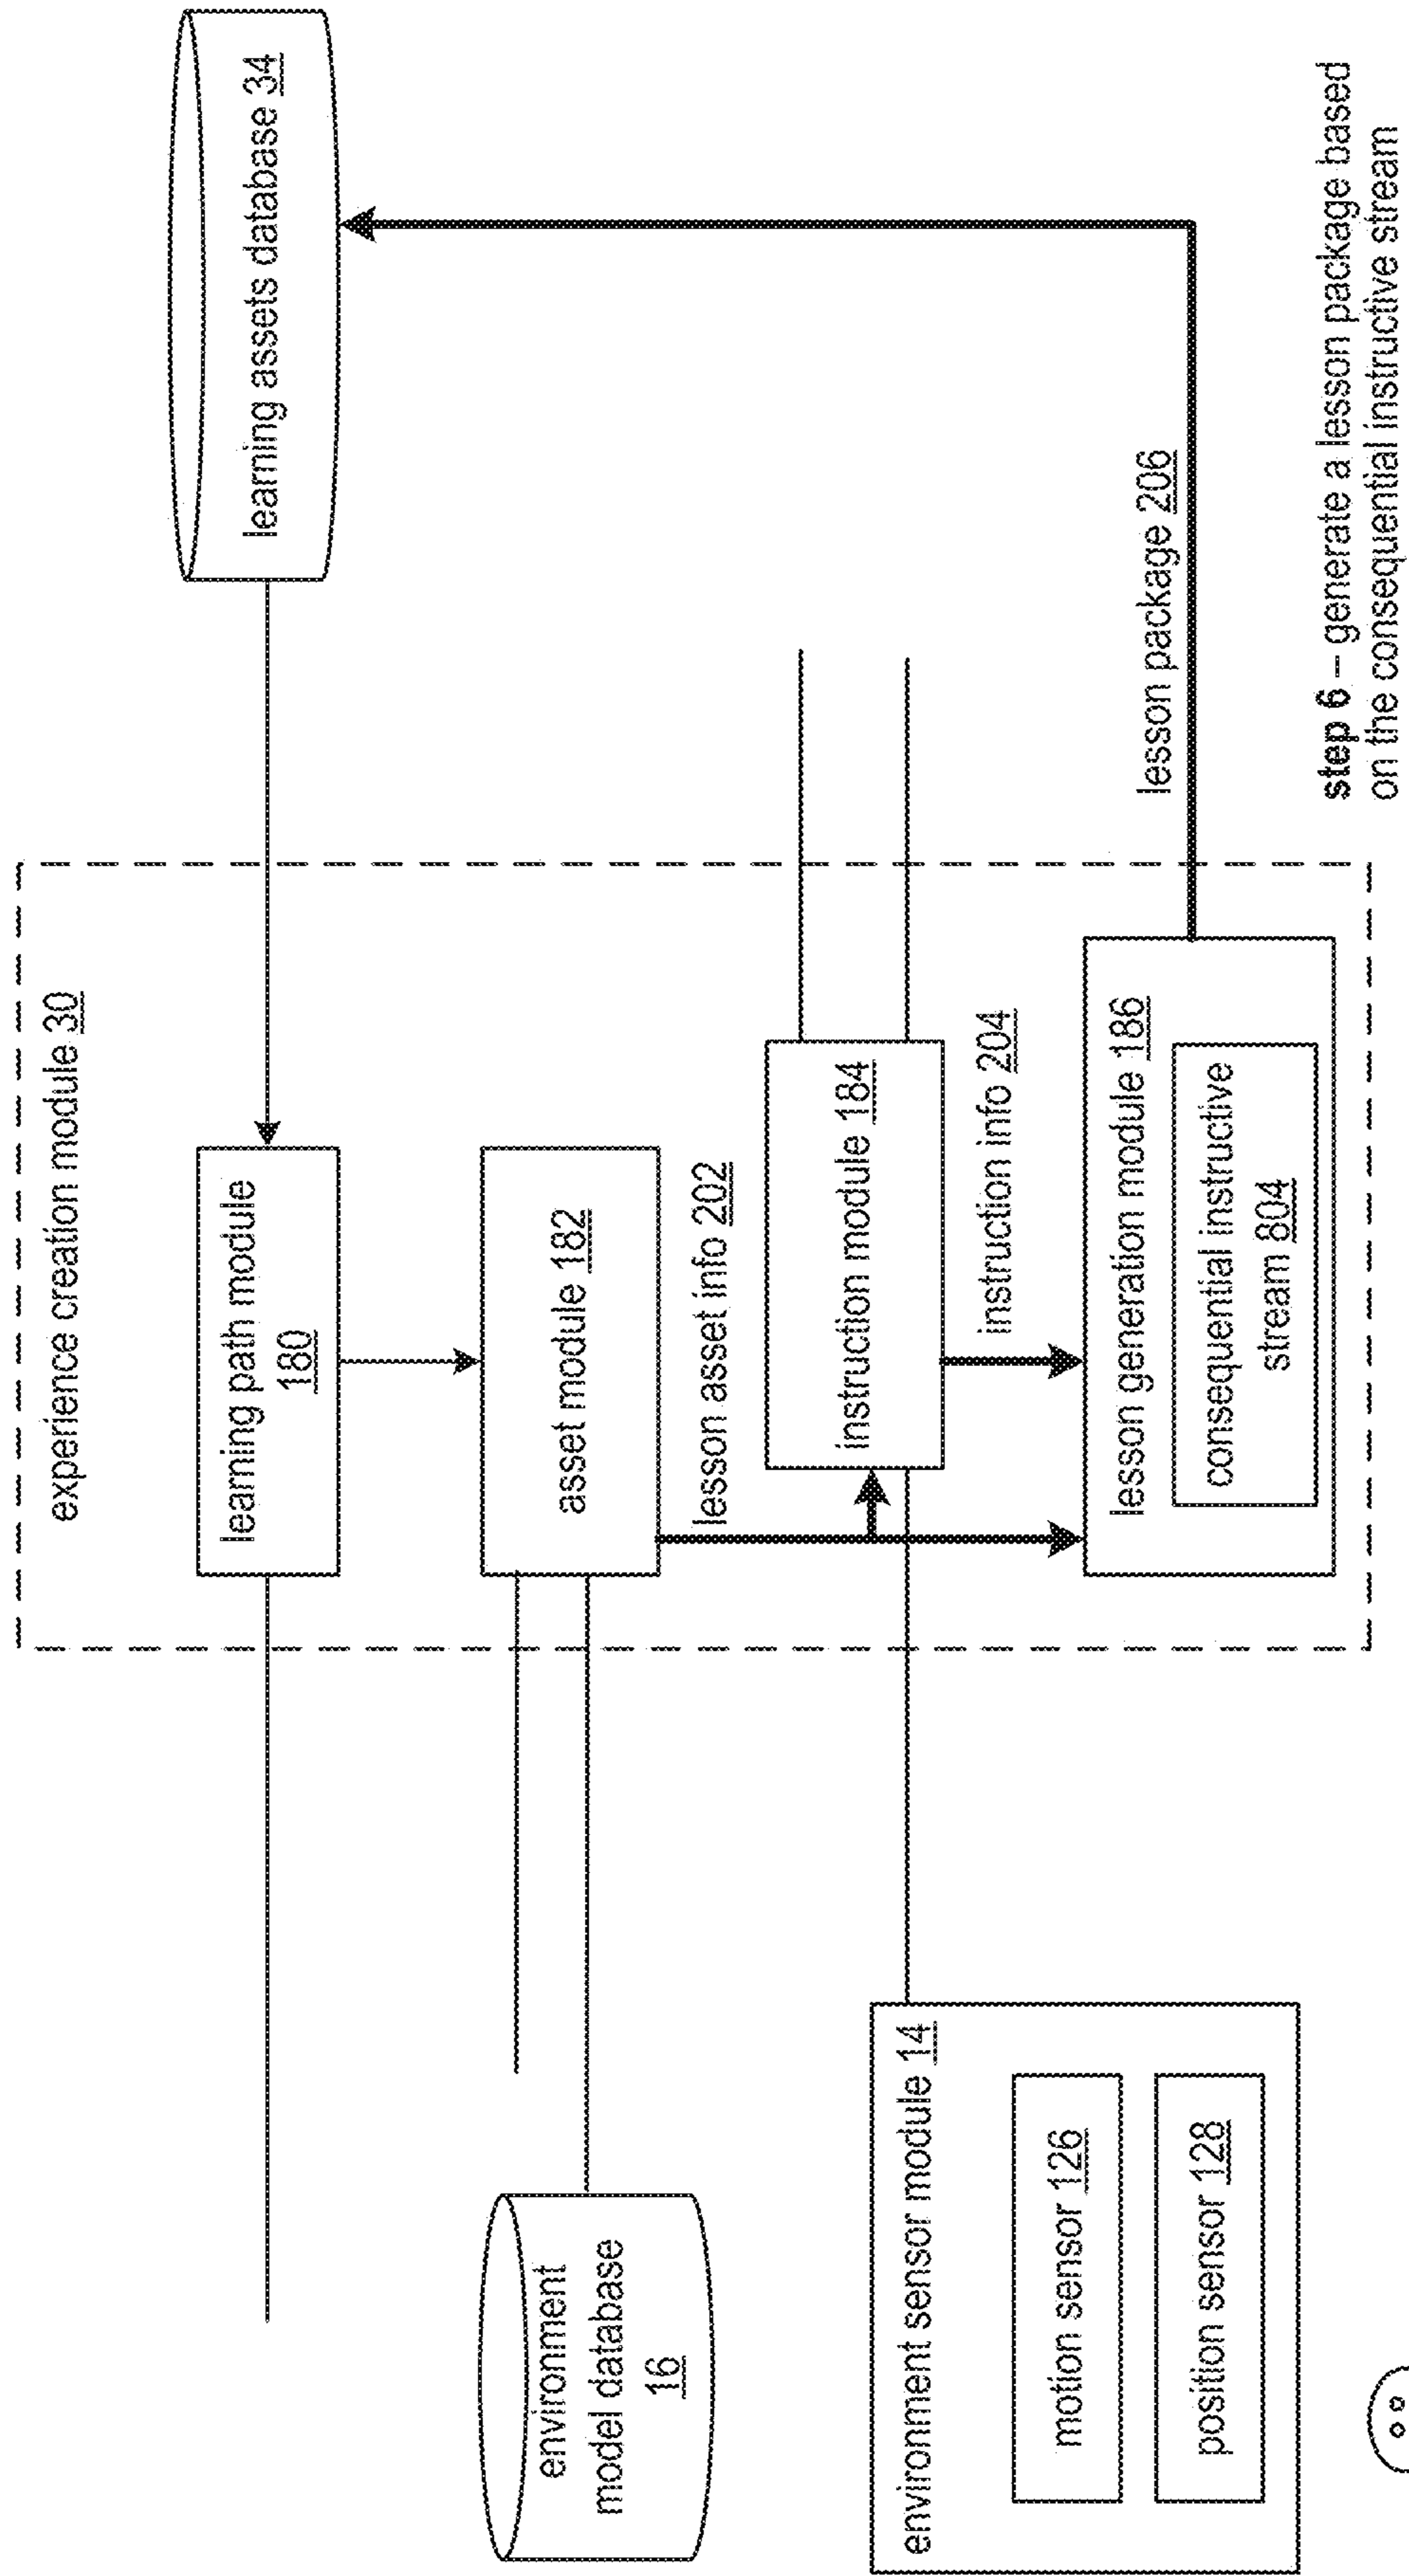 experience creation module 30
learning assets database 34
learning path module
180
environment
model database
16
asset module 182
lesson asset info 202
environment sensor module 14
motion sensor 126
position sensor 128
instruction module 184
instruction info 204
lesson generation module 186
consequential instructive
stream 804
lesson package 206
step 6 – generate a lesson package based
on the consequential instructive stream